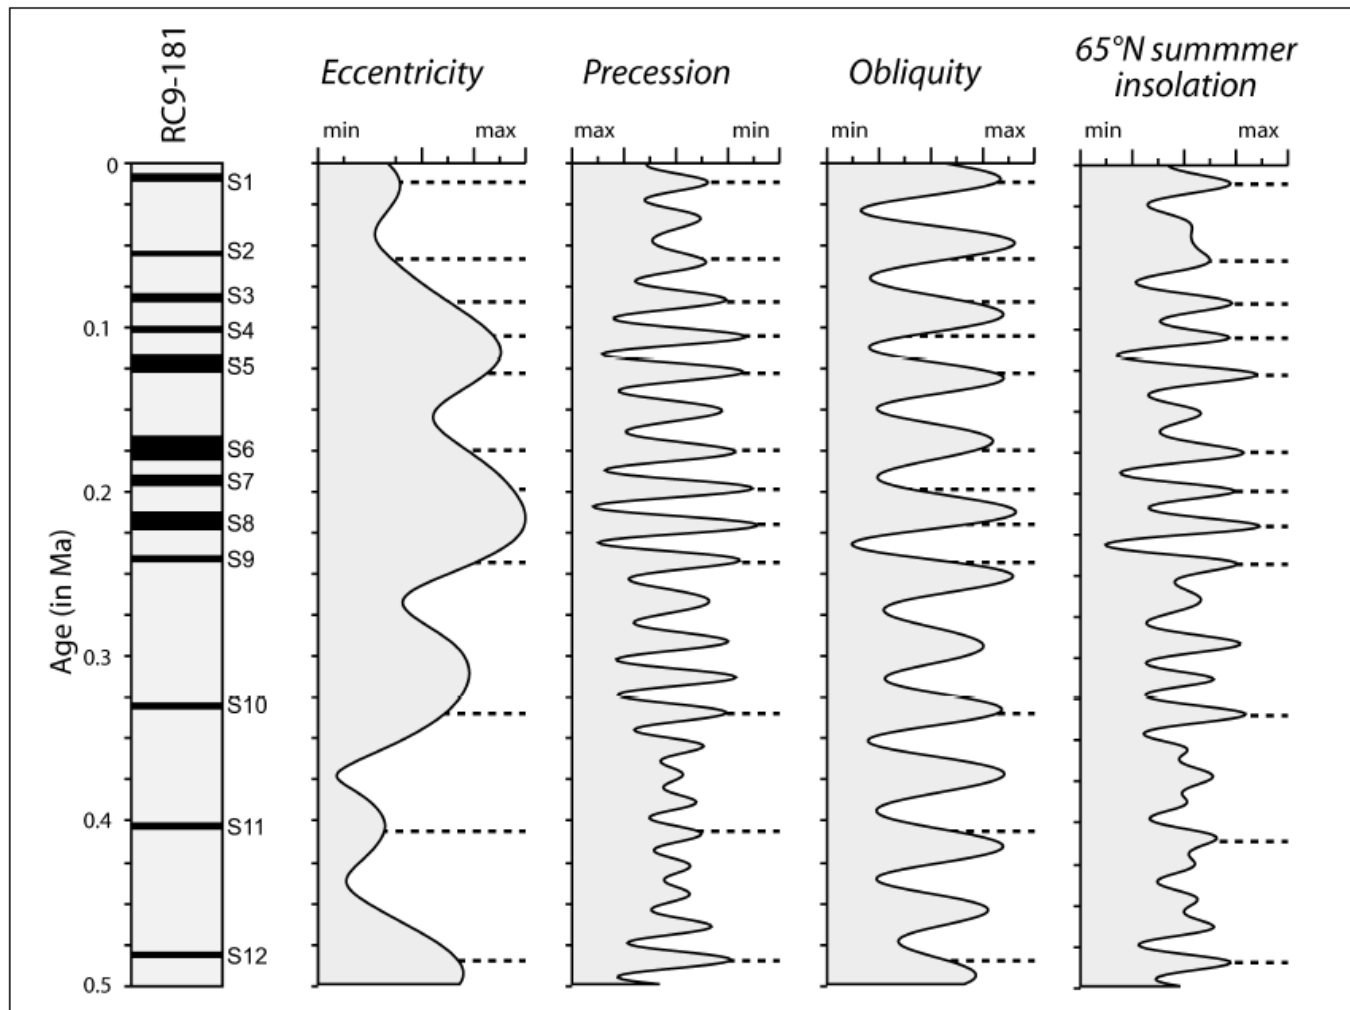 RC9-181
Eccentricity
Precession
Obliquity
65°N summmer
insolation
min max
max min
min max
min max
Age (in Ma)
0
0.1
0.2
0.3
0.4
0.5
S1
S2
S3
S4
S5
S6
S7
S8
S9
S10
S11
S12